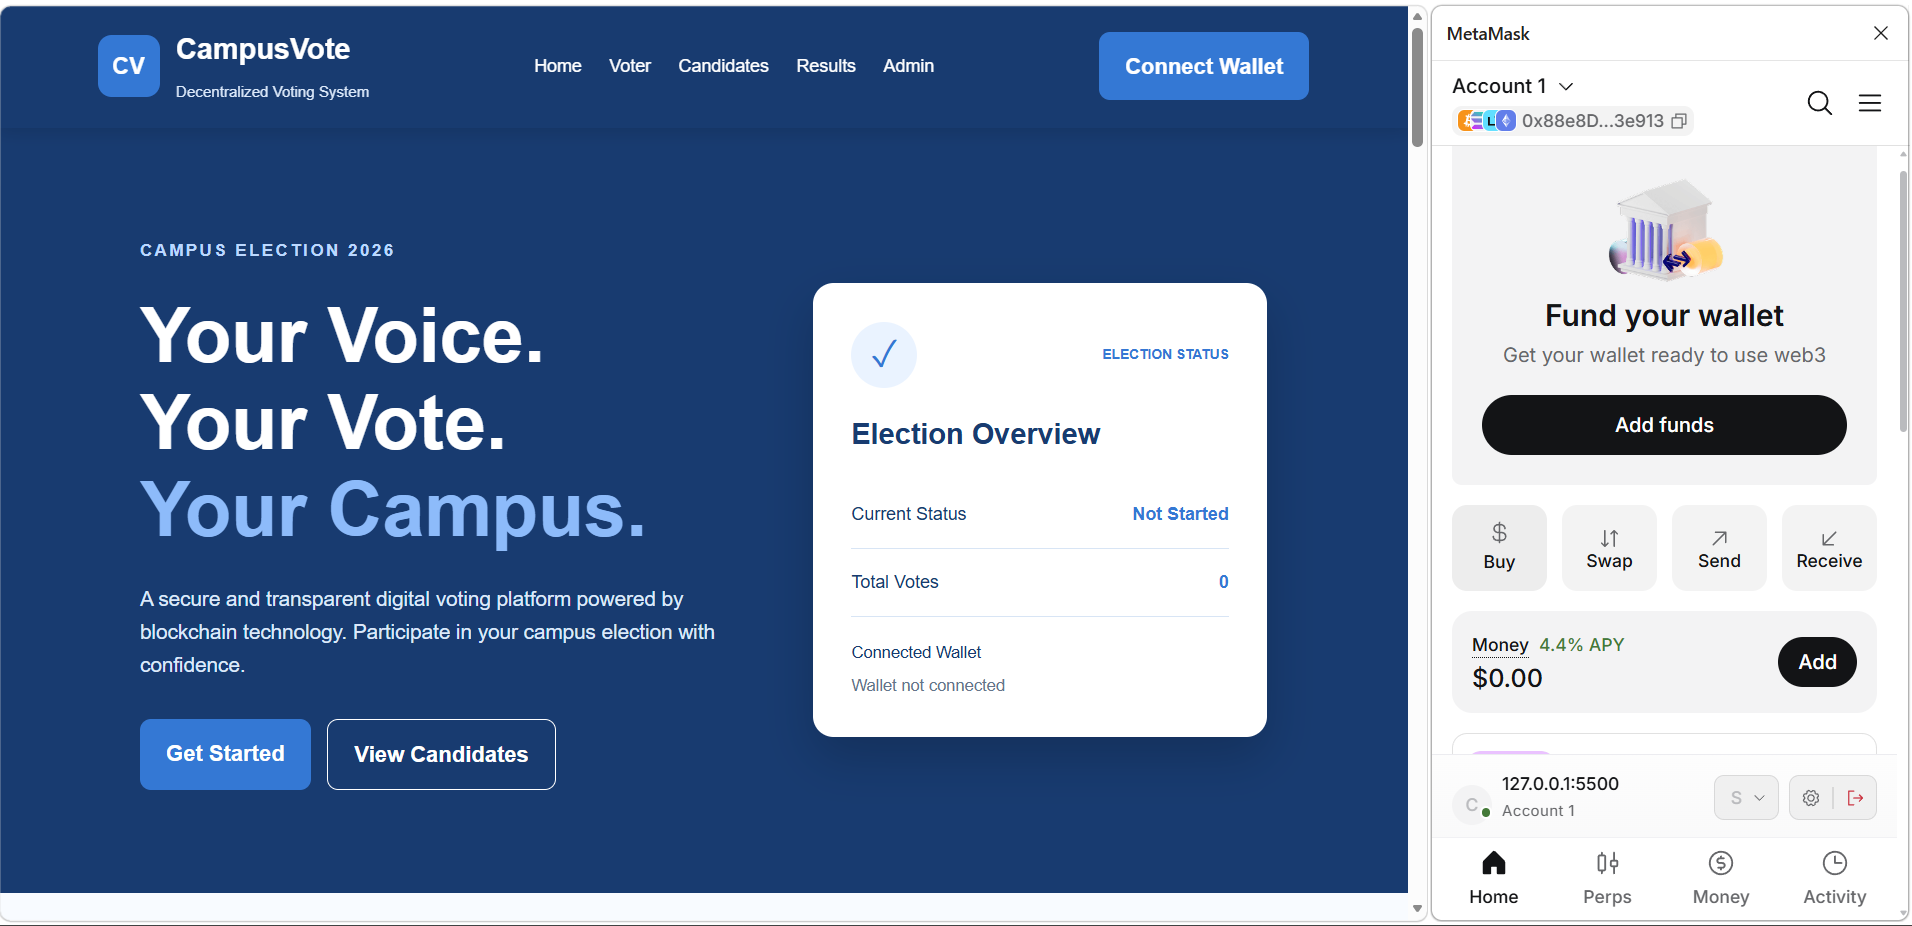 CV
CampusVote
Decentralized Voting System
Home
Voter
Candidates
Results
Admin
Connect Wallet
CAMPUS ELECTION 2026
Your Voice.
Your Vote.
Your Campus.
A secure and transparent digital voting platform powered by
blockchain technology. Participate in your campus election with
confidence.
Get Started
View Candidates
ELECTION STATUS
Election Overview
Current Status
Not Started
Total Votes
0
Connected Wallet
Wallet not connected
MetaMask
Account 1
0x88e8D...3e913
Fund your wallet
Get your wallet ready to use web3
Add funds
Buy
Swap
Send
Receive
Money 4.4% APY
$0.00
Add
C
127.0.0.1:5500
Account 1
S
Home
Perps
Money
Activity